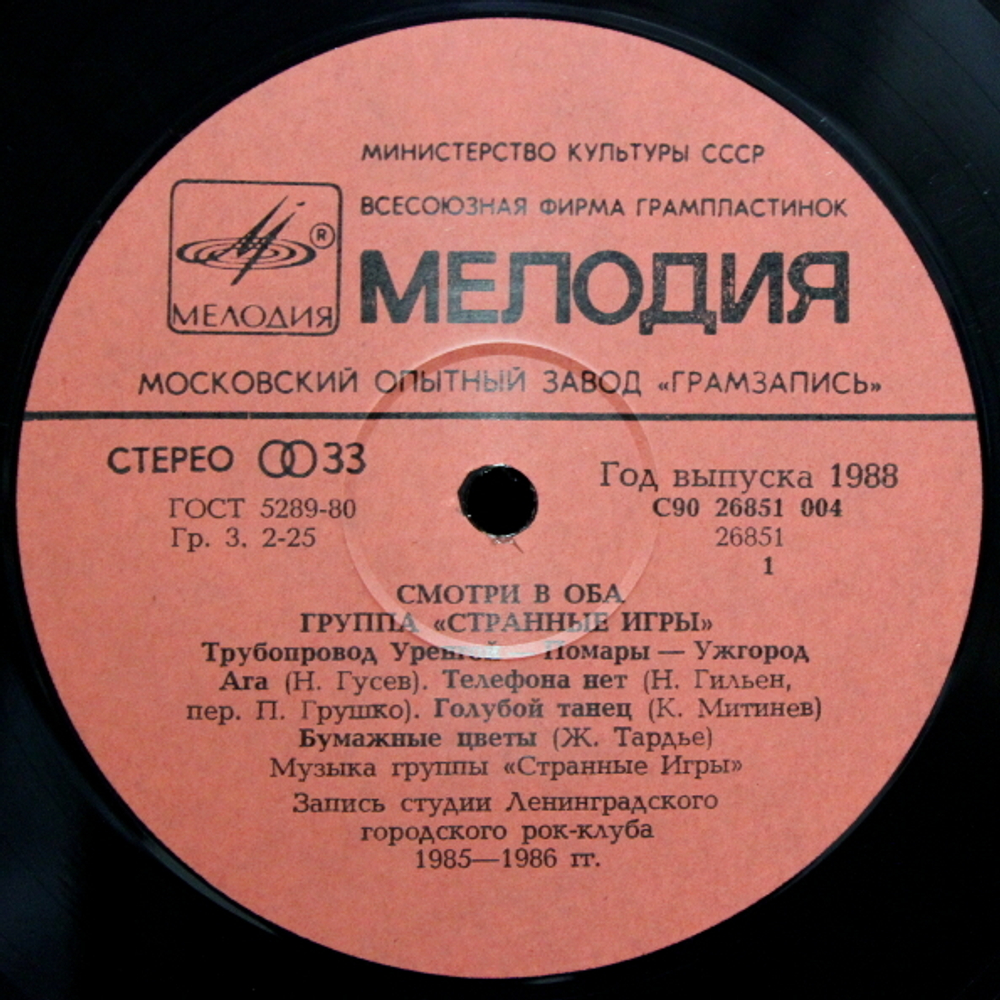 МИНИСТЕРСТВО КУЛЬТУРЫ СССР
ВСЕСОЮЗНАЯ ФИРМА ГРАМПЛАСТИНОК
®
МЕЛОДИЯ
МЕЛОДИЯ
МОСКОВСКИЙ ОПЫТНЫЙ ЗАВОД «ГРАМЗАПИСЬ»
СТЕРЕО 33
ГОСТ 5289-80
Гр. 3. 2-25
Год выпуска 1988
С90 26851 004
26851
1
СМОТРИ В ОБА
ГРУППА «СТРАННЫЕ ИГРЫ»
Трубопровод Уренгой — Помары — Ужгород
Ага (Н. Гусев). Телефона нет (Н. Гильен,
пер. П. Грушко). Голубой танец (К. Митинев)
Бумажные цветы (Ж. Тардье)
Музыка группы «Странные Игры»
Запись студии Ленинградского
городского рок-клуба
1985—1986 гг.